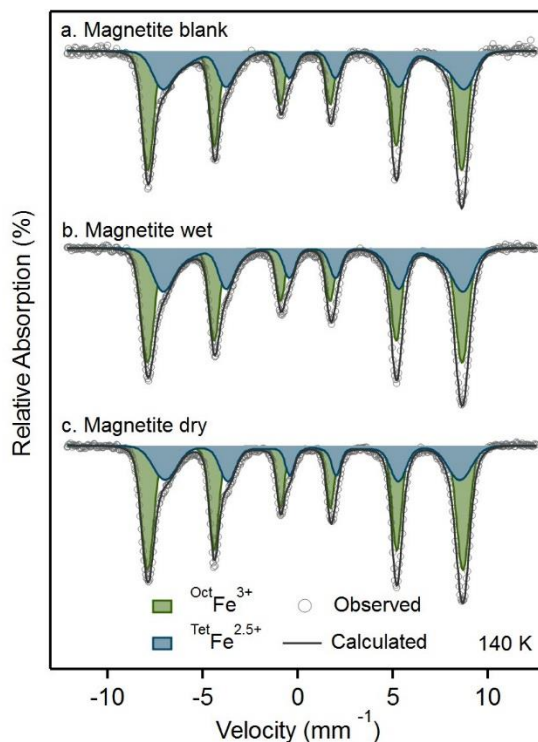 a. Magnetite blank
b. Magnetite wet
c. Magnetite dry
Relative Absorption (%)
OctFe3+ Observed
TetFe2.5+ Calculated 140 K
-10 -5 0 5 10
Velocity (mm -1)